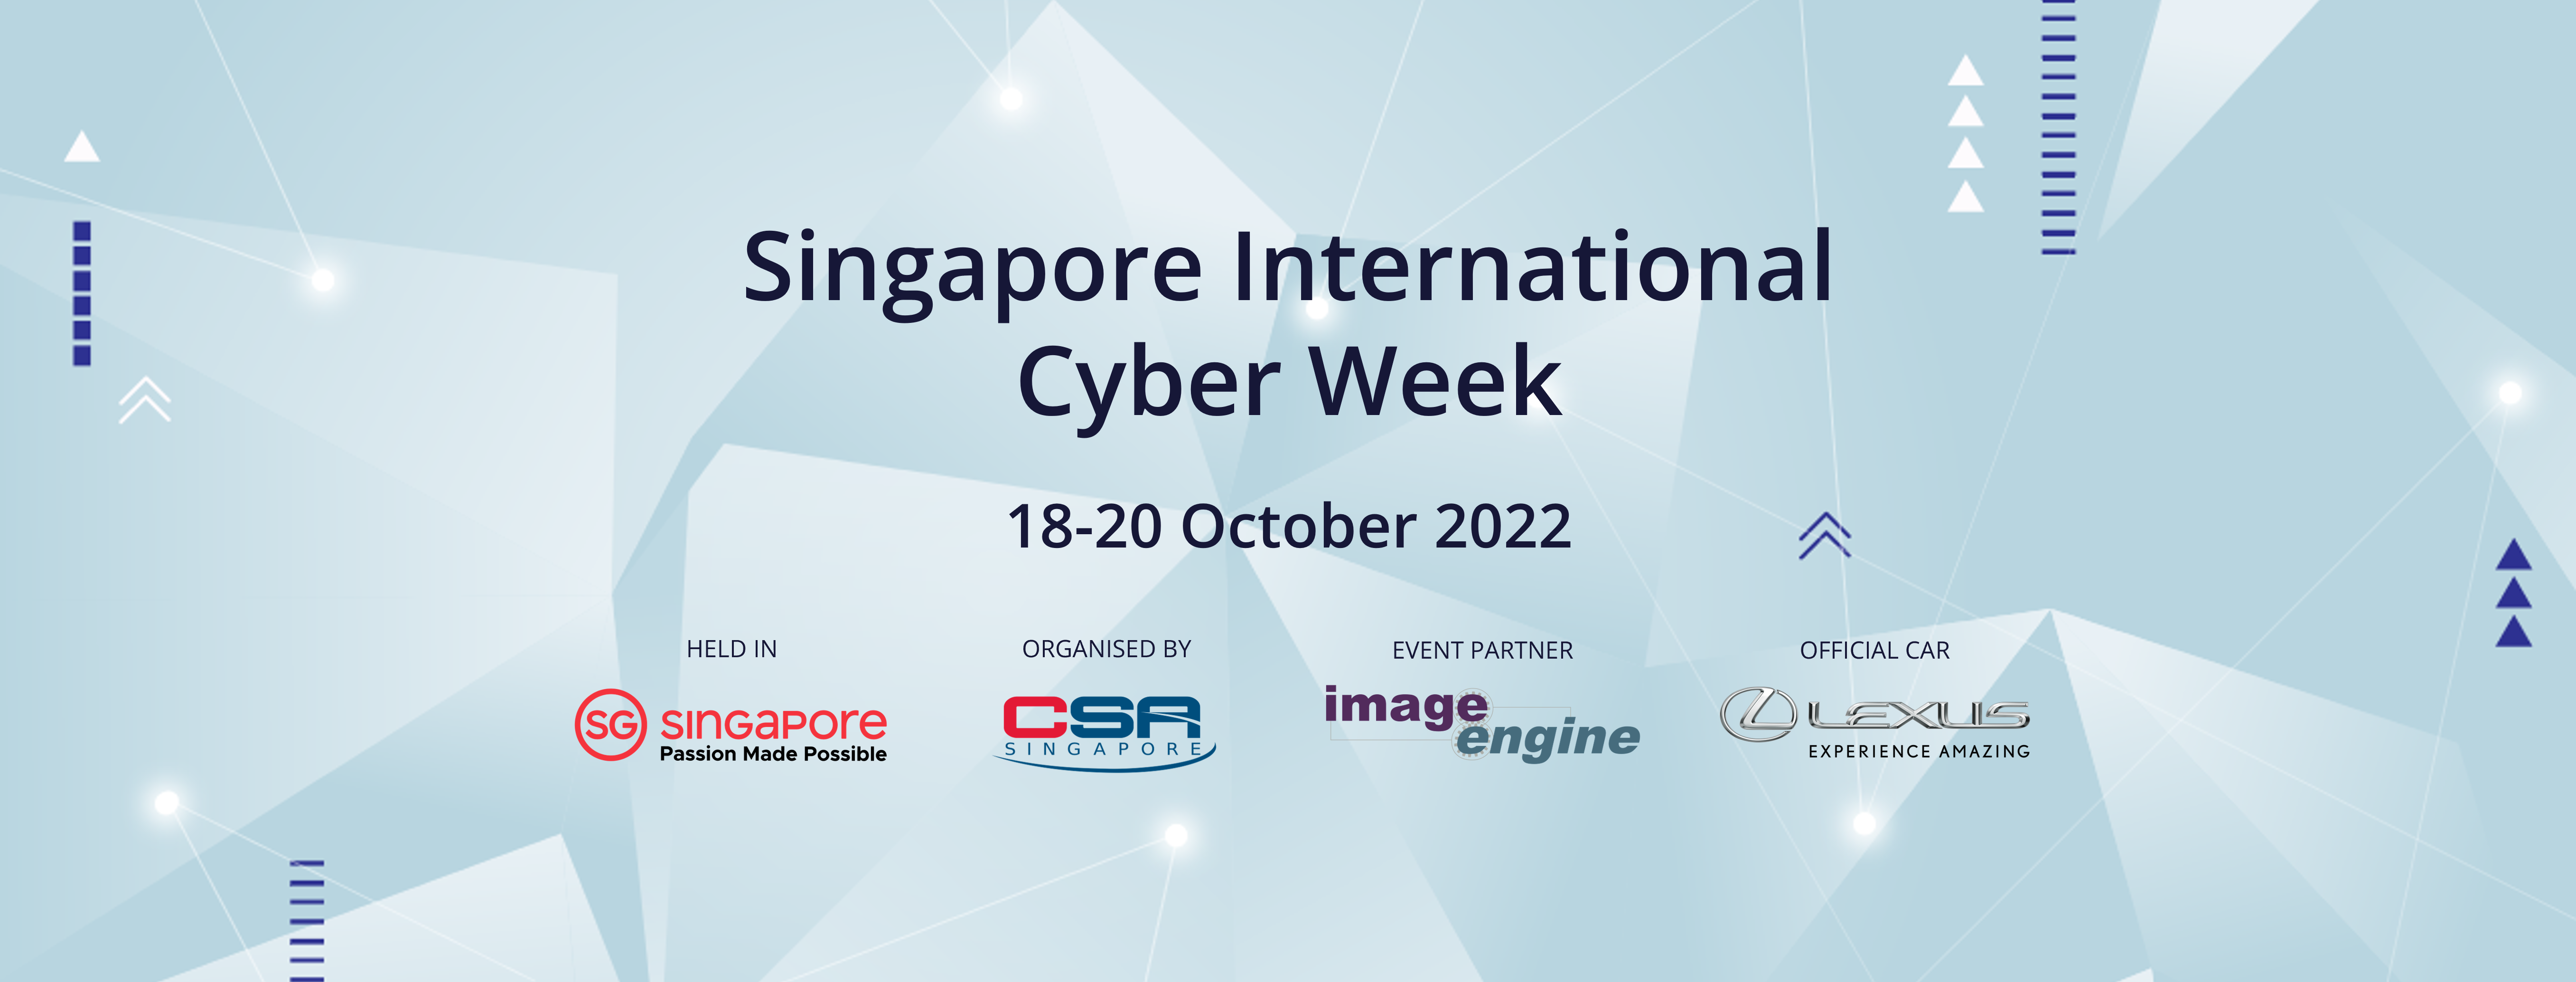 Singapore International
Cyber Week
18-20 October 2022
HELD IN
ORGANISED BY
EVENT PARTNER
OFFICIAL CAR
SG singapore
Passion Made Possible
CSA
SINGAPORE
image
engine
LEXUS
EXPERIENCE AMAZING